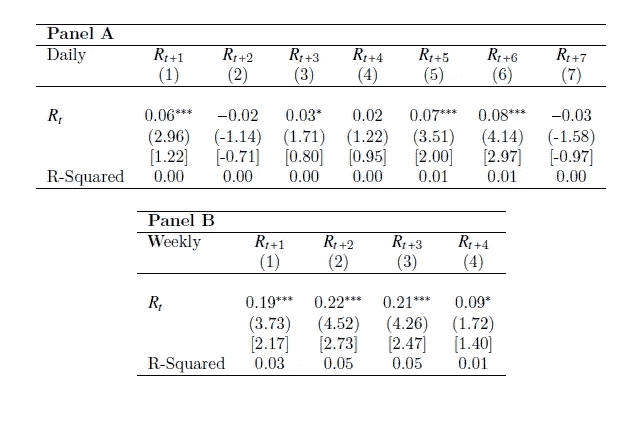 Panel A
Daily R_{t+1} R_{t+2} R_{t+3} R_{t+4} R_{t+5} R_{t+6} R_{t+7}
(1) (2) (3) (4) (5) (6) (7)
R_t 0.06*** −0.02 0.03* 0.02 0.07*** 0.08*** −0.03
(2.96) (-1.14) (1.71) (1.22) (3.51) (4.14) (-1.58)
[1.22] [-0.71] [0.80] [0.95] [2.00] [2.97] [-0.97]
R-Squared 0.00 0.00 0.00 0.00 0.01 0.01 0.00
Panel B
Weekly R_{t+1} R_{t+2} R_{t+3} R_{t+4}
(1) (2) (3) (4)
R_t 0.19*** 0.22*** 0.21*** 0.09*
(3.73) (4.52) (4.26) (1.72)
[2.17] [2.73] [2.47] [1.40]
R-Squared 0.03 0.05 0.05 0.01